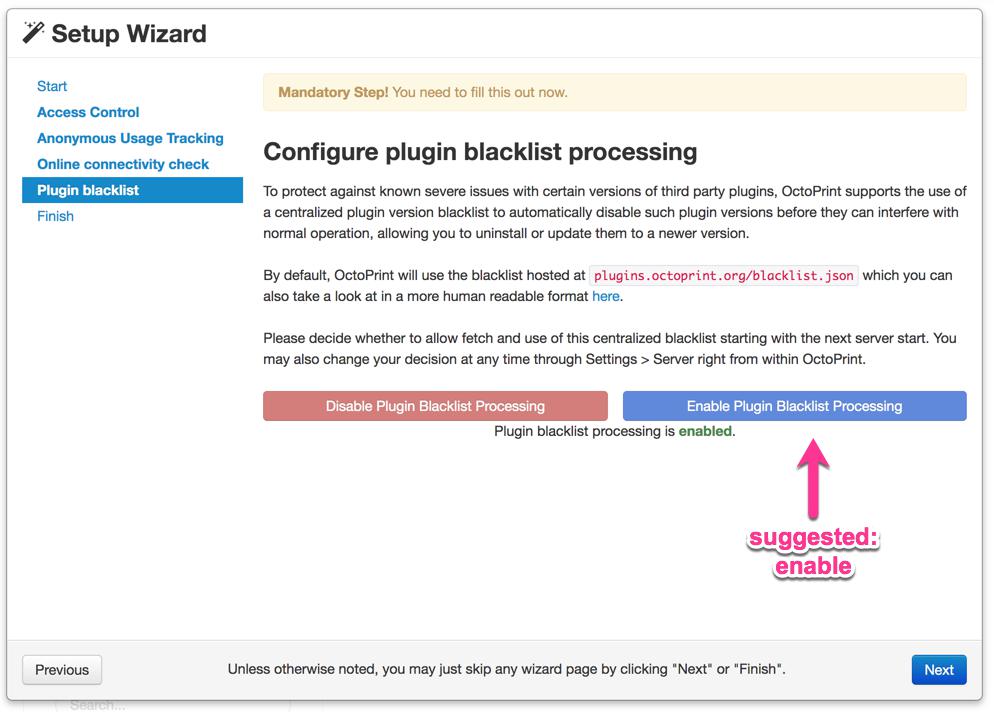 Setup Wizard
Start
Access Control
Anonymous Usage Tracking
Online connectivity check
Plugin blacklist
Finish
Mandatory Step! You need to fill this out now.
Configure plugin blacklist processing
To protect against known severe issues with certain versions of third party plugins, OctoPrint supports the use
of a centralized plugin version blacklist to automatically disable such plugin versions before they can interfere with
normal operation, allowing you to uninstall or update them to a newer version.
By default, OctoPrint will use the blacklist hosted at plugins.octoprint.org/blacklist.json which you can
also take a look at in a more human readable format here.
Please decide whether to allow fetch and use of this centralized blacklist starting with the next server start. You
may also change your decision at any time through Settings > Server right from within OctoPrint.
Disable Plugin Blacklist Processing
Enable Plugin Blacklist Processing
Plugin blacklist processing is enabled.
suggested:
enable
Previous
Unless otherwise noted, you may just skip any wizard page by clicking "Next" or "Finish".
Next
Search...